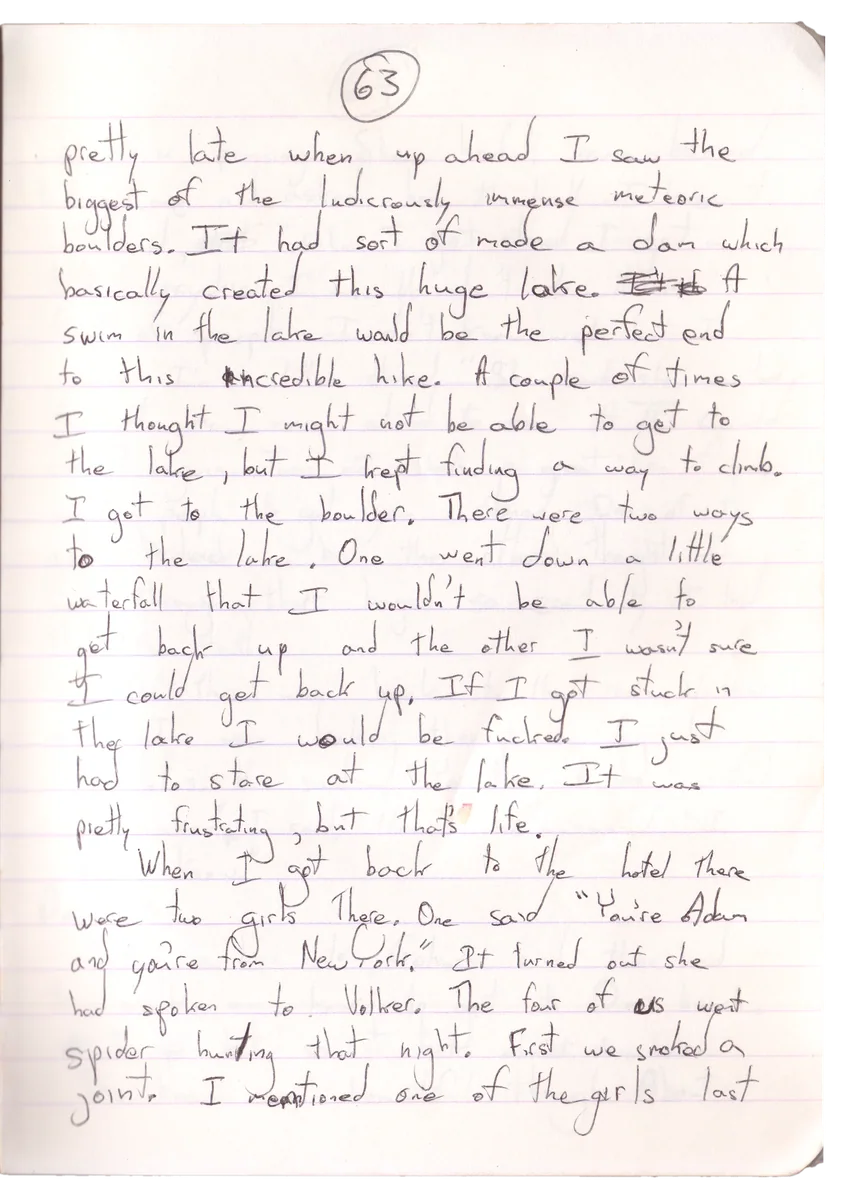 63
pretty late when up ahead I saw the
biggest of the ludicrously immense meteoric
boulders. It had sort of made a dam which
basically created this huge lake. A
swim in the lake would be the perfect end
to this incredible hike. A couple of times
I thought I might not be able to get to
the lake, but I kept finding a way to climb.
I got to the boulder. There were two ways
to the lake. One went down a little
waterfall that I wouldn't be able to
get back up and the other I wasn't sure
I could get back up. If I got stuck in
the lake I would be fucked. I just
had to stare at the lake. It was
pretty frustrating, but that's life.
When I got back to the hotel there
were two girls there. One said "You're Adam
and you're from New York." It turned out she
had spoken to Volker. The four of us went
spider hunting that night. First we smoked a
joint. I mentioned one of the girls last